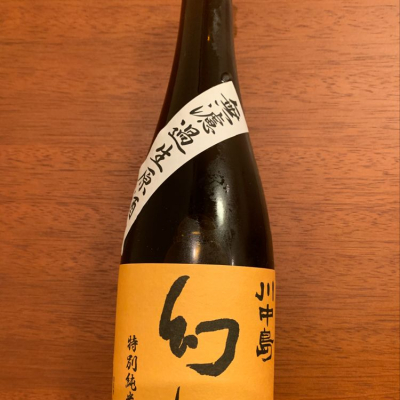 無濾過生原酒
川中島
幻
特別純米